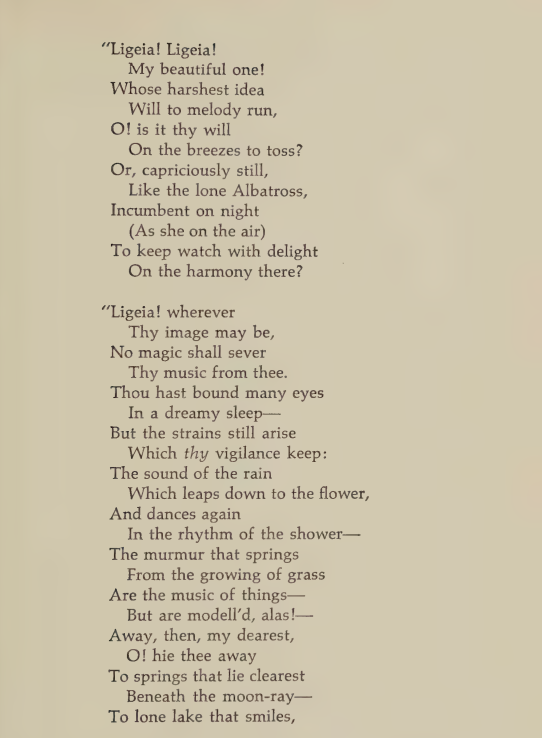 “Ligeia! Ligeia!
My beautiful one!
Whose harshest idea
Will to melody run,
O! is it thy will
On the breezes to toss?
Or, capriciously still,
Like the lone Albatross,
Incumbent on night
(As she on the air)
To keep watch with delight
On the harmony there?
“Ligeia! wherever
Thy image may be,
No magic shall sever
Thy music from thee.
Thou hast bound many eyes
In a dreamy sleep—
But the strains still arise
Which thy vigilance keep:
The sound of the rain
Which leaps down to the flower,
And dances again
In the rhythm of the shower—
The murmur that springs
From the growing of grass
Are the music of things—
But are modell'd, alas!—
Away, then, my dearest,
O! hie thee away
To springs that lie clearest
Beneath the moon-ray—
To lone lake that smiles,